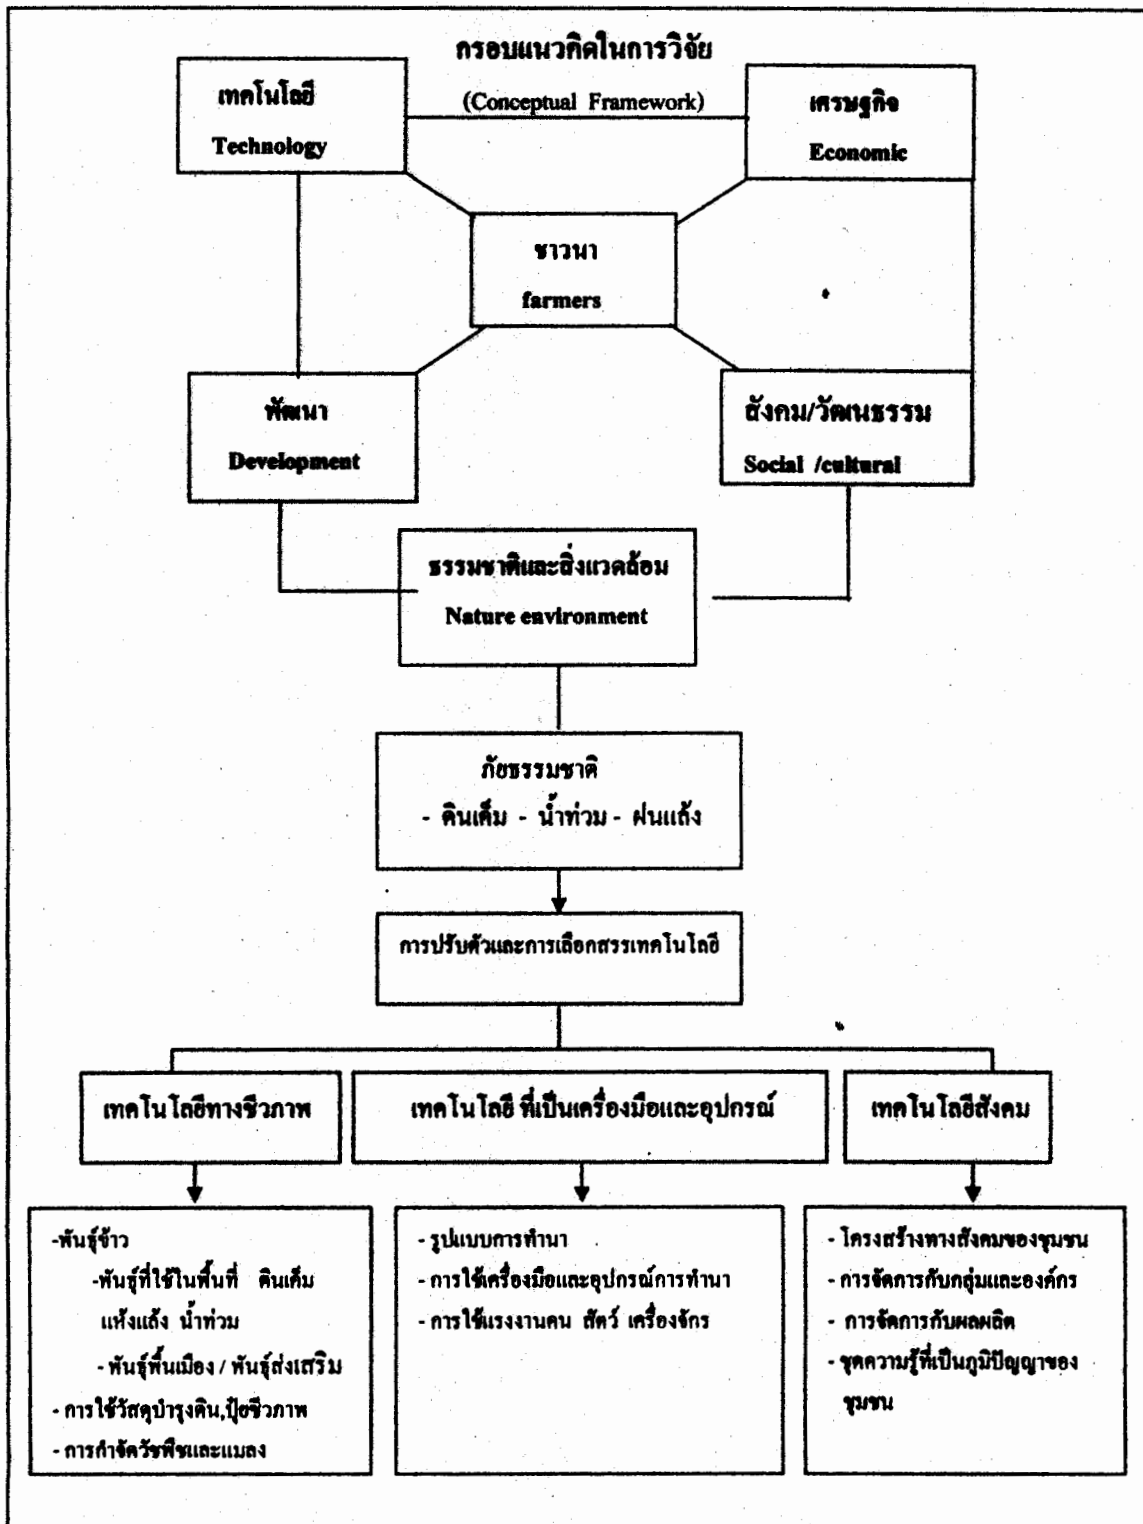 กรอบแนวคิดในการวิจัย
(Conceptual Framework)
เทคโนโลยี
Technology
เศรษฐกิจ
Economic
ชาวนา
farmers
พัฒนา
Development
สังคม/วัฒนธรรม
Social /cultural
ธรรมชาติและสิ่งแวดล้อม
Nature environment
ภัยธรรมชาติ
- ดินเค็ม - น้ำท่วม - ฝนแล้ง
การปรับตัวและการเลือกสรรเทคโนโลยี
เทคโนโลยีทางชีวภาพ
เทคโนโลยี ที่เป็นเครื่องมือและอุปกรณ์
เทคโนโลยีสังคม
-พันธุ์ข้าว
-พันธุ์ที่ใช้ในพื้นที่ ดินเค็ม
แห้งแล้ง น้ำท่วม
- พันธุ์พื้นเมือง / พันธุ์ส่งเสริม
- การใช้วัสดุบำรุงดิน,ปุ๋ยชีวภาพ
- การกำจัดวัชพืชและแมลง
- รูปแบบการทำนา
- การใช้เครื่องมือและอุปกรณ์การทำนา
- การใช้แรงงานคน สัตว์ เครื่องจักร
- โครงสร้างทางสังคมของชุมชน
- การจัดการกับกลุ่มและองค์กร
- การจัดการกับผลผลิต
- ชุดความรู้ที่เป็นภูมิปัญญาของ
ชุมชน